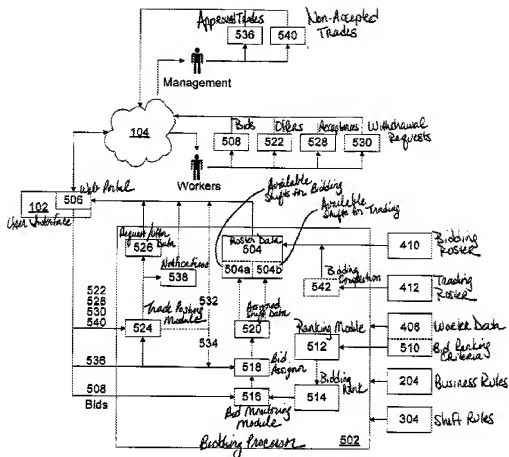 Approved Trades
Non-Accepted
Trades
536
540
Management
104
Bids
Offers
Acceptances
Withdrawal
Requests
508
522
528
530
Workers
Web Portal
102
506
User Interface
Available
Shifts for Bidding
Available
Shifts for Trading
Request/Offer
Data
526
Roster Data
504
504a
504b
Notifications
538
Bidding
Completion
542
410
Bidding
Roster
412
Trading
Roster
522
528
530
540
532
534
Trade Posting
Module
524
Assigned
Shift Data
520
Ranking Module
512
406
Worker Data
510
Bid Ranking
Criteria
536
518
Bid
Assignor
Bidding
Rank
514
204
Business Rules
508
Bids
516
Bid Monitoring
Module
304
Shift Rules
Bidding Processor
502